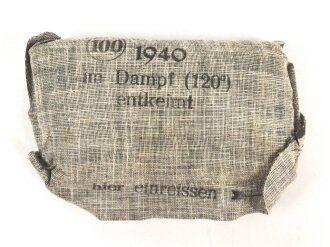 (100) 1940
im Dampf (120°)
entkeimt
hier einreissen